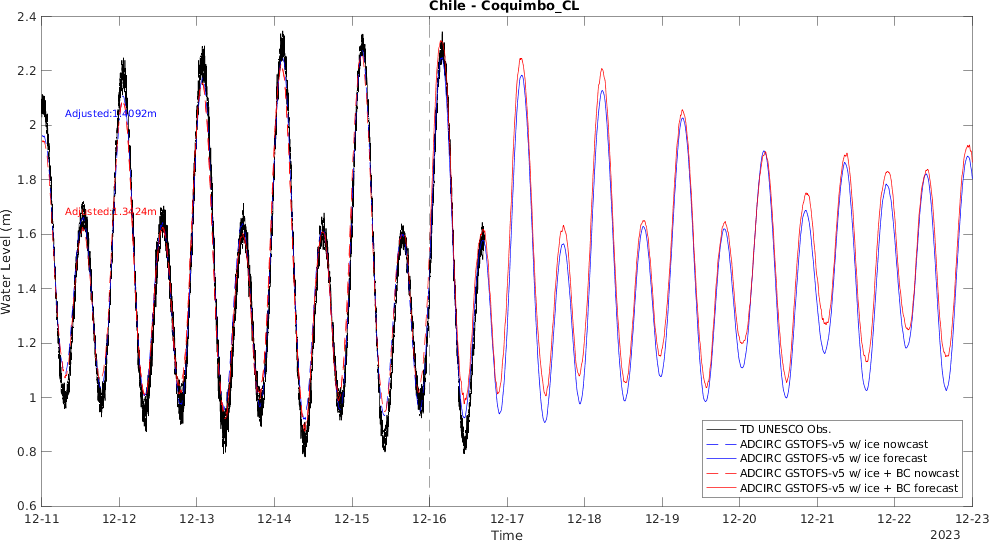 Chile - Coquimbo_CL
2.4
2.2
2
1.8
1.6
1.4
1.2
1
0.8
0.6
Water Level (m)
Adjusted:1.4092m
Adjusted:1.3424m
TD UNESCO Obs.
ADCIRC GSTOFS-v5 w/ ice nowcast
ADCIRC GSTOFS-v5 w/ ice forecast
ADCIRC GSTOFS-v5 w/ ice + BC nowcast
ADCIRC GSTOFS-v5 w/ ice + BC forecast
12-11 12-12 12-13 12-14 12-15 12-16 12-17 12-18 12-19 12-20 12-21 12-22 12-23
Time
2023